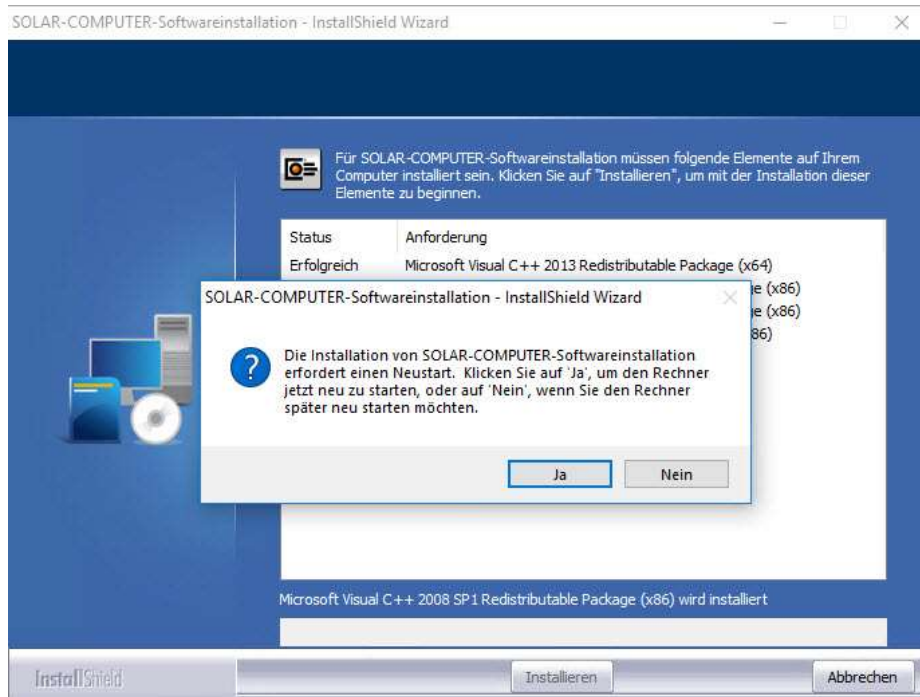 SOLAR-COMPUTER-Softwareinstallation - InstallShield Wizard
Für SOLAR-COMPUTER-Softwareinstallation müssen folgende Elemente auf Ihrem
Computer installiert sein. Klicken Sie auf "Installieren", um mit der Installation dieser
Elemente zu beginnen.
Status Anforderung
Erfolgreich Microsoft Visual C++ 2013 Redistributable Package (x64)
(x86)
(x86)
86)
SOLAR-COMPUTER-Softwareinstallation - InstallShield Wizard
Die Installation von SOLAR-COMPUTER-Softwareinstallation
erfordert einen Neustart. Klicken Sie auf 'Ja', um den Rechner
jetzt neu zu starten, oder auf 'Nein', wenn Sie den Rechner
später neu starten möchten.
Ja Nein
Microsoft Visual C++ 2008 SP1 Redistributable Package (x86) wird installiert
InstallShield
Installieren Abbrechen